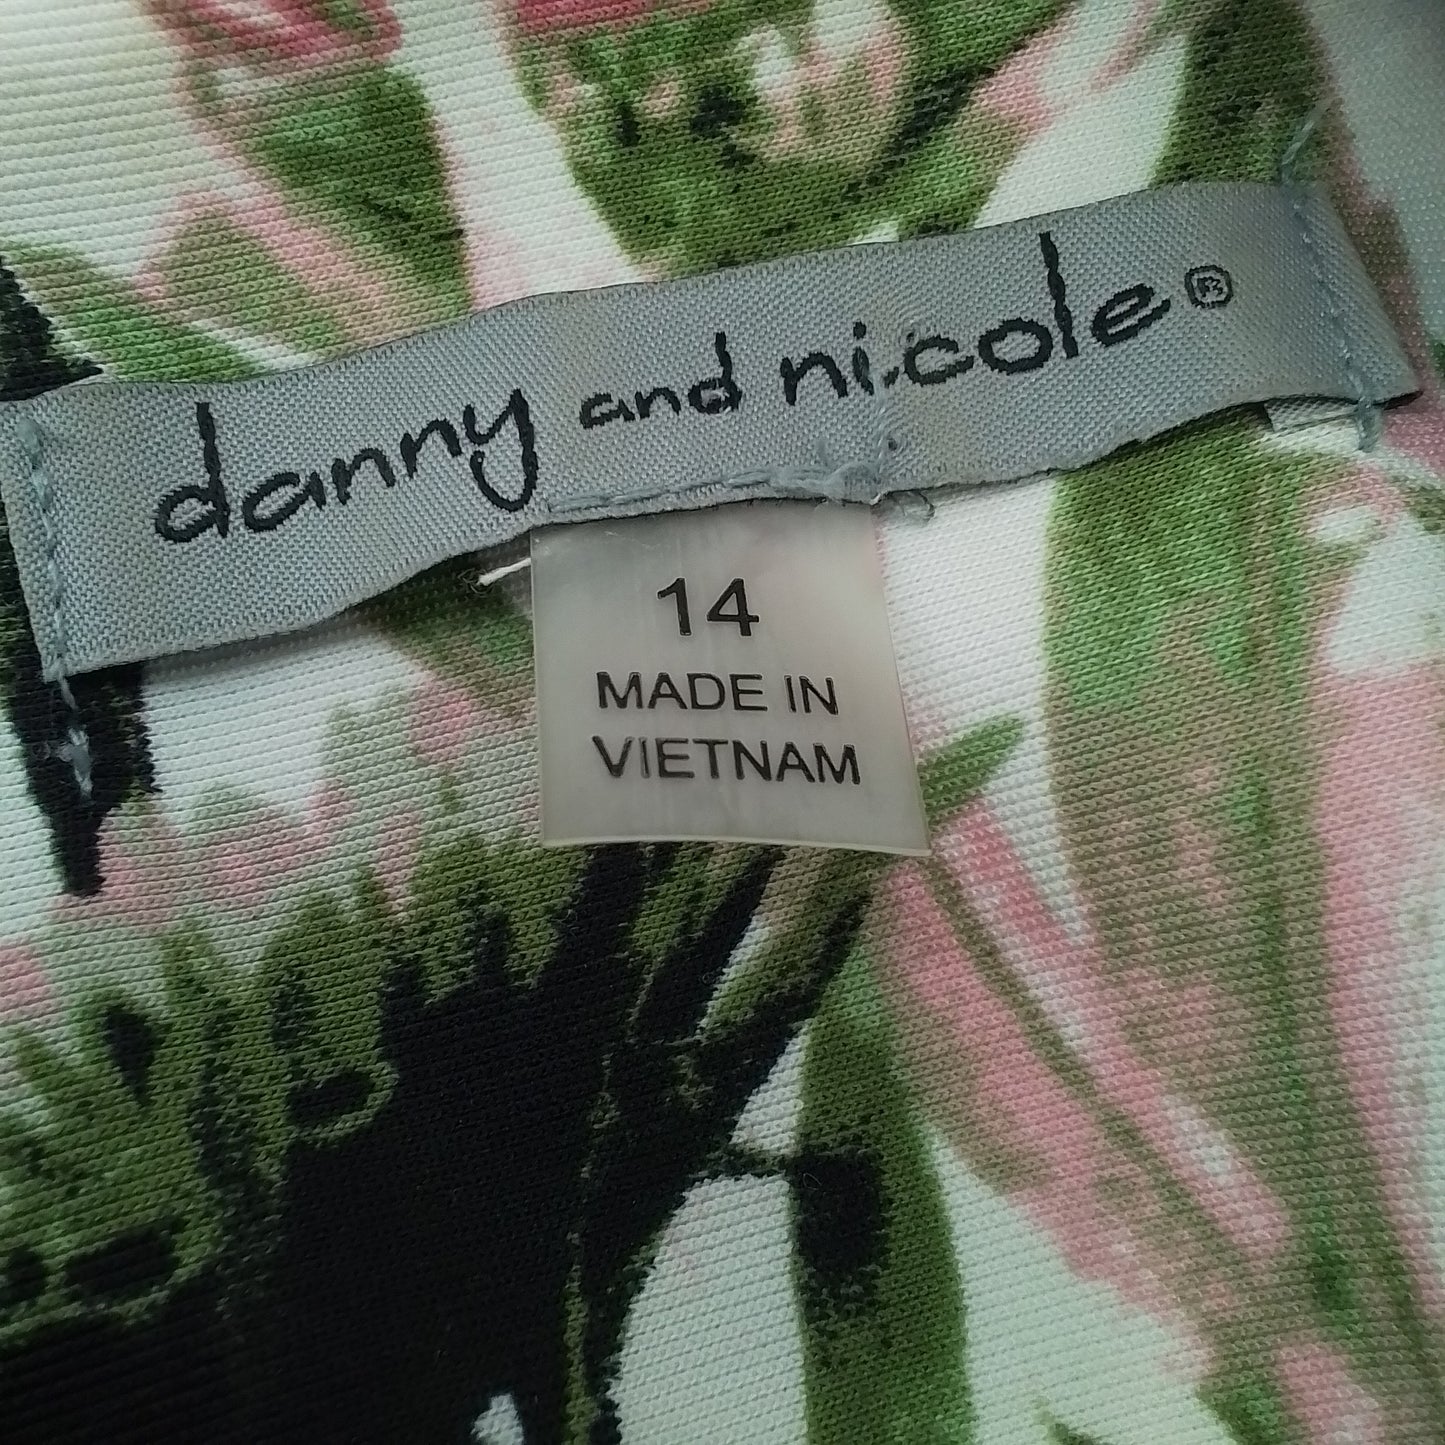 danny and nicole®
14
MADE IN
VIETNAM